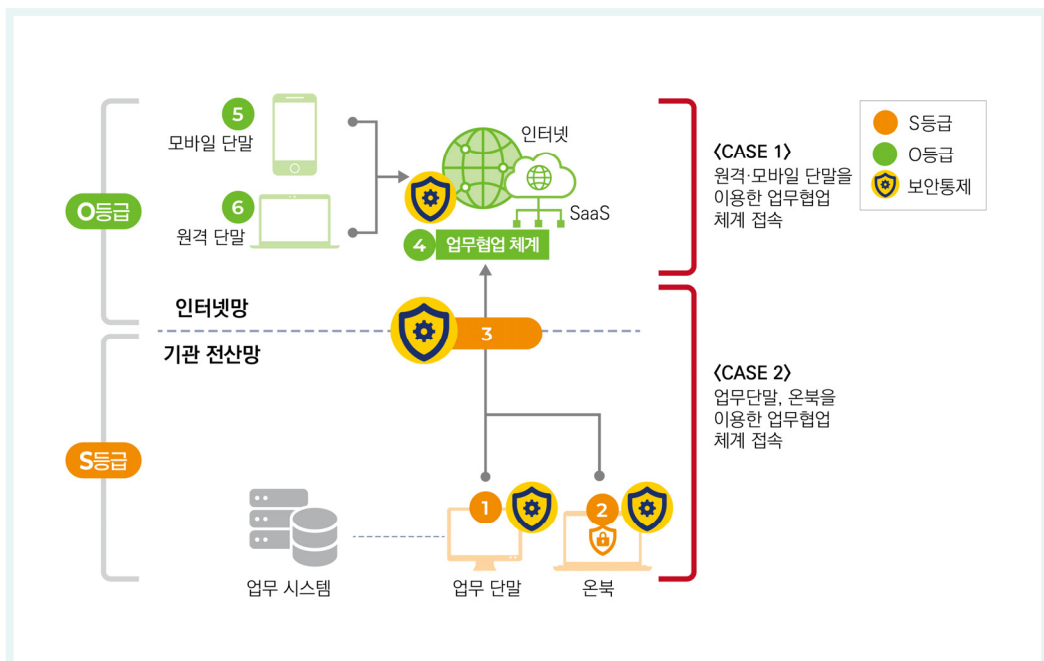 5
모바일 단말
6
원격 단말
O등급
인터넷
SaaS
4 업무협업 체계
〈CASE 1〉
원격·모바일 단말을
이용한 업무협업
체계 접속
S등급
O등급
보안통제
인터넷망
3
기관 전산망
〈CASE 2〉
업무단말, 온북을
이용한 업무협업
체계 접속
S등급
1
2
업무 시스템
업무 단말
온북